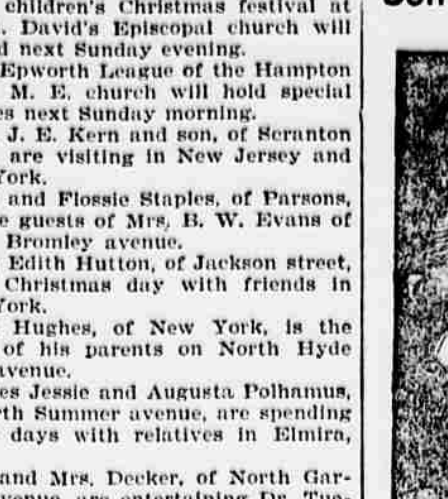 children's Christmas festival at
. David's Episcopal church will
d next Sunday evening.
Epworth League of the Hampton
M. E. church will hold special
es next Sunday morning.
J. E. Kern and son, of Scranton
are visiting in New Jersey and
York.
and Flossie Staples, of Parsons,
e guests of Mrs. B. W. Evans of
Bromley avenue.
Edith Hutton, of Jackson street,
Christmas day with friends in
York.
Hughes, of New York, is the
of his parents on North Hyde
avenue.
es Jessie and Augusta Polhamus,
rth Summer avenue, are spending
days with relatives in Elmira,
and Mrs. Decker, of North Gar-
avenue, are entertaining Dr. Tue-